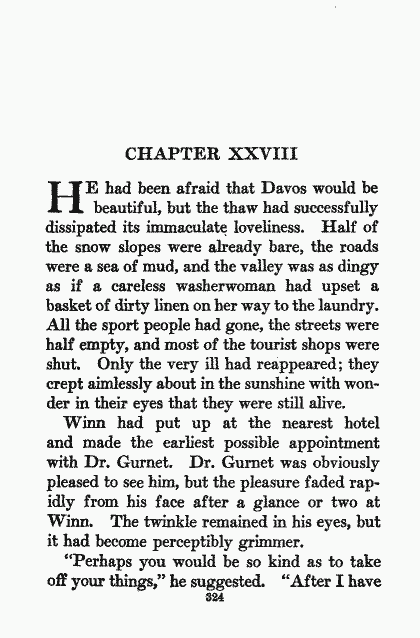 CHAPTER XXVIII
HE had been afraid that Davos would be
beautiful, but the thaw had successfully
dissipated its immaculate loveliness. Half of
the snow slopes were already bare, the roads
were a sea of mud, and the valley was as dingy
as if a careless washerwoman had upset a
basket of dirty linen on her way to the laundry.
All the sport people had gone, the streets were
half empty, and most of the tourist shops were
shut. Only the very ill had reappeared; they
crept aimlessly about in the sunshine with won-
der in their eyes that they were still alive.
Winn had put up at the nearest hotel
and made the earliest possible appointment
with Dr. Gurnet. Dr. Gurnet was obviously
pleased to see him, but the pleasure faded rap-
idly from his face after a glance or two at
Winn. The twinkle remained in his eyes, but
it had become perceptibly grimmer.
"Perhaps you would be so kind as to take
off your things," he suggested. "After I have
324